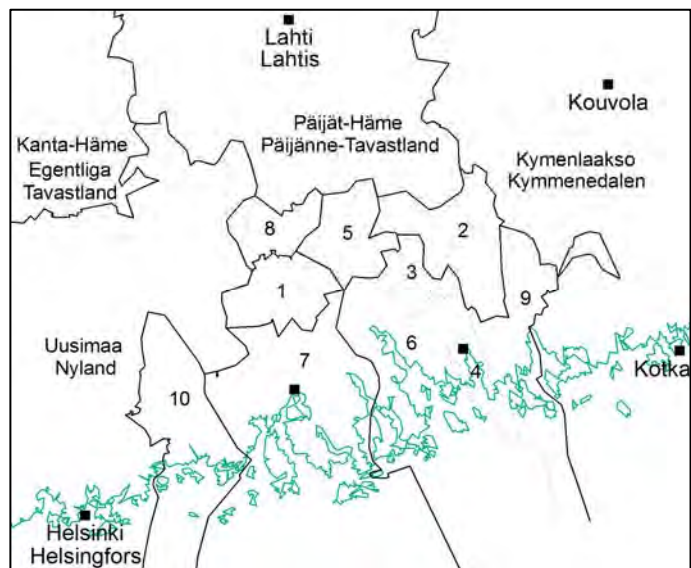 Lahti
Lahtis
Kouvola
Päijät-Häme
Päijänne-Tavastland
Kanta-Häme
Egentliga
Tavastland
Kymenlaakso
Kymmenedalen
8
5
2
3
1
9
Uusimaa
Nyland
7
6
4
Kotka
10
Helsinki
Helsingfors